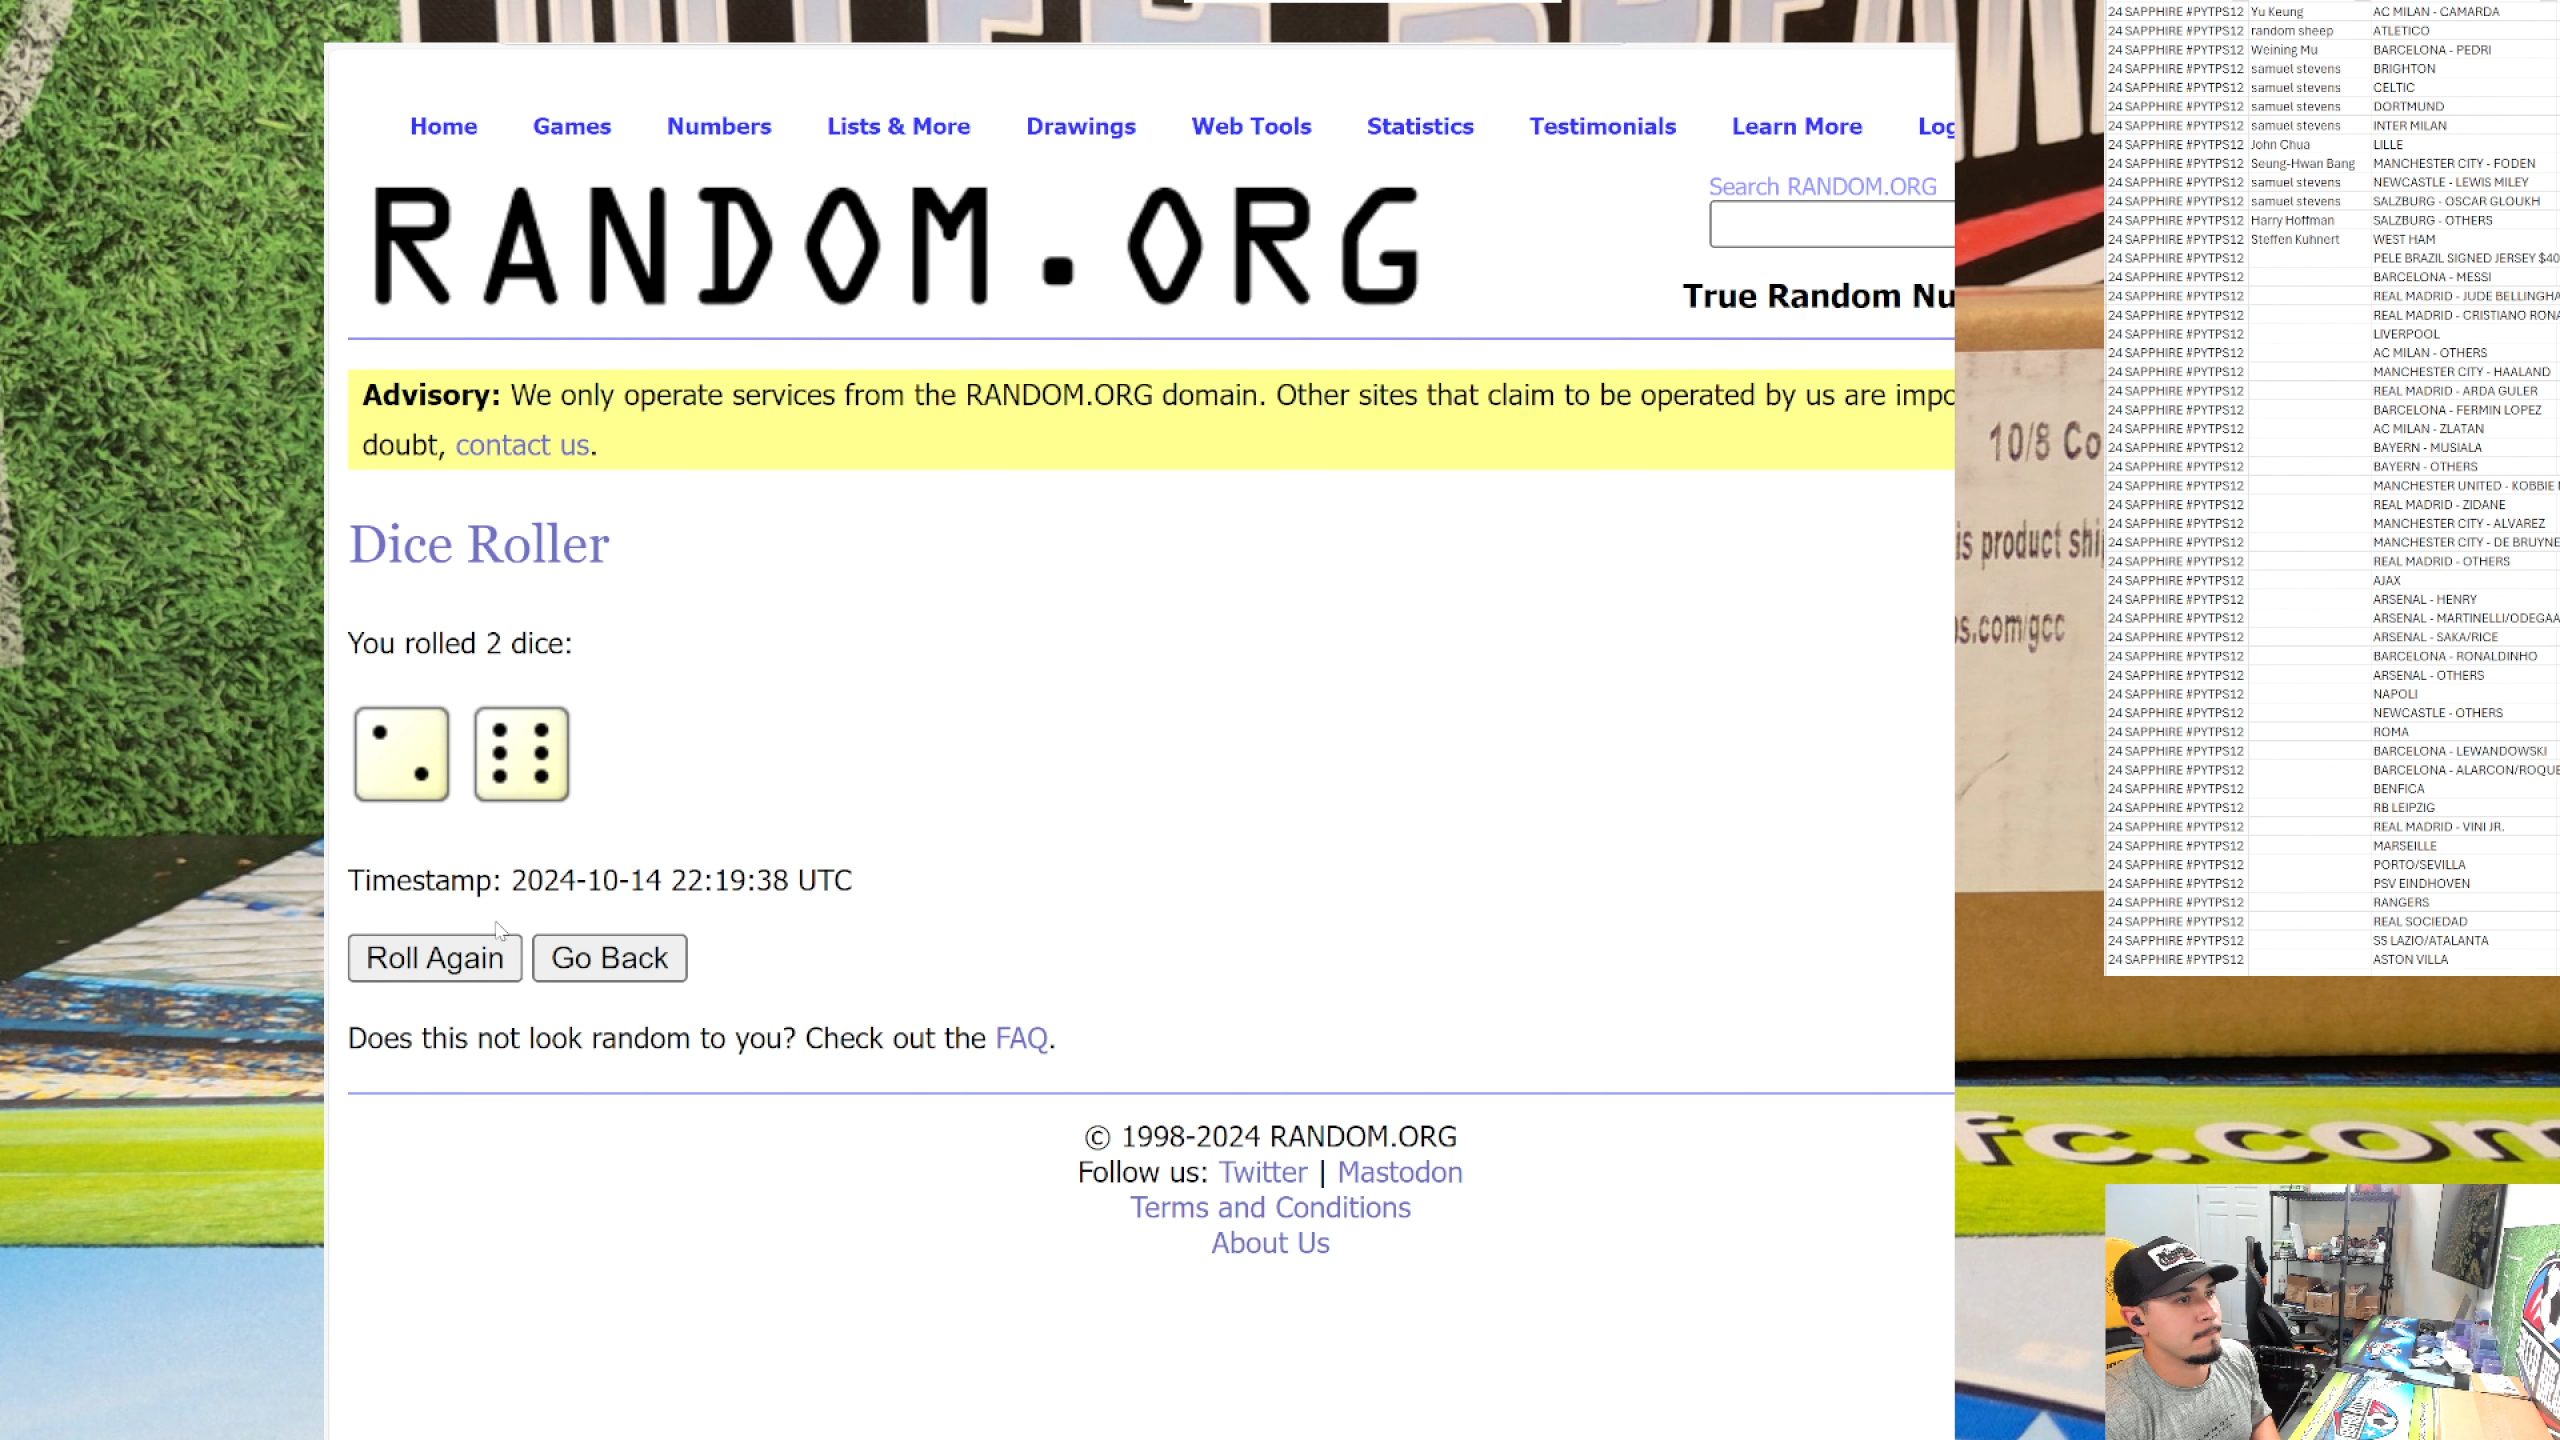 Home Games Numbers Lists & More Drawings Web Tools Statistics Testimonials Learn More Log
RANDOM.ORG
Search RANDOM.ORG
True Random Nu
Advisory: We only operate services from the RANDOM.ORG domain. Other sites that claim to be operated by us are impo
doubt, contact us.
Dice Roller
You rolled 2 dice:
Timestamp: 2024-10-14 22:19:38 UTC
Roll Again Go Back
Does this not look random to you? Check out the FAQ.
© 1998-2024 RANDOM.ORG
Follow us: Twitter | Mastodon
Terms and Conditions
About Us
10/8 Co
is product shi
s.com/gcc
fc.com
24 SAPPHIRE #PYTPS12 Yu Keung AC MILAN - CAMARDA
24 SAPPHIRE #PYTPS12 random sheep ATLETICO
24 SAPPHIRE #PYTPS12 Weining Mu BARCELONA - PEDRI
24 SAPPHIRE #PYTPS12 samuel stevens BRIGHTON
24 SAPPHIRE #PYTPS12 samuel stevens CELTIC
24 SAPPHIRE #PYTPS12 samuel stevens DORTMUND
24 SAPPHIRE #PYTPS12 samuel stevens INTER MILAN
24 SAPPHIRE #PYTPS12 John Chua LILLE
24 SAPPHIRE #PYTPS12 Seung-Hwan Bang MANCHESTER CITY - FODEN
24 SAPPHIRE #PYTPS12 samuel stevens NEWCASTLE - LEWIS MILEY
24 SAPPHIRE #PYTPS12 samuel stevens SALZBURG - OSCAR GLOUKH
24 SAPPHIRE #PYTPS12 Harry Hoffman SALZBURG - OTHERS
24 SAPPHIRE #PYTPS12 Steffen Kuhnert WEST HAM
24 SAPPHIRE #PYTPS12 PELE BRAZIL SIGNED JERSEY $40
24 SAPPHIRE #PYTPS12 BARCELONA - MESSI
24 SAPPHIRE #PYTPS12 REAL MADRID - JUDE BELLINGHA
24 SAPPHIRE #PYTPS12 REAL MADRID - CRISTIANO RONA
24 SAPPHIRE #PYTPS12 LIVERPOOL
24 SAPPHIRE #PYTPS12 AC MILAN - OTHERS
24 SAPPHIRE #PYTPS12 MANCHESTER CITY - HAALAND
24 SAPPHIRE #PYTPS12 REAL MADRID - ARDA GULER
24 SAPPHIRE #PYTPS12 BARCELONA - FERMIN LOPEZ
24 SAPPHIRE #PYTPS12 AC MILAN - ZLATAN
24 SAPPHIRE #PYTPS12 BAYERN - MUSIALA
24 SAPPHIRE #PYTPS12 BAYERN - OTHERS
24 SAPPHIRE #PYTPS12 MANCHESTER UNITED - KOBBIE
24 SAPPHIRE #PYTPS12 REAL MADRID - ZIDANE
24 SAPPHIRE #PYTPS12 MANCHESTER CITY - ALVAREZ
24 SAPPHIRE #PYTPS12 MANCHESTER CITY - DE BRUYNE
24 SAPPHIRE #PYTPS12 REAL MADRID - OTHERS
24 SAPPHIRE #PYTPS12 AJAX
24 SAPPHIRE #PYTPS12 ARSENAL - HENRY
24 SAPPHIRE #PYTPS12 ARSENAL - MARTINELLI/ODEGAA
24 SAPPHIRE #PYTPS12 ARSENAL - SAKA/RICE
24 SAPPHIRE #PYTPS12 BARCELONA - RONALDINHO
24 SAPPHIRE #PYTPS12 ARSENAL - OTHERS
24 SAPPHIRE #PYTPS12 NAPOLI
24 SAPPHIRE #PYTPS12 NEWCASTLE - OTHERS
24 SAPPHIRE #PYTPS12 ROMA
24 SAPPHIRE #PYTPS12 BARCELONA - LEWANDOWSKI
24 SAPPHIRE #PYTPS12 BARCELONA - ALARCON/ROQUE
24 SAPPHIRE #PYTPS12 BENFICA
24 SAPPHIRE #PYTPS12 RB LEIPZIG
24 SAPPHIRE #PYTPS12 REAL MADRID - VINI JR.
24 SAPPHIRE #PYTPS12 MARSEILLE
24 SAPPHIRE #PYTPS12 PORTO/SEVILLA
24 SAPPHIRE #PYTPS12 PSV EINDHOVEN
24 SAPPHIRE #PYTPS12 RANGERS
24 SAPPHIRE #PYTPS12 REAL SOCIEDAD
24 SAPPHIRE #PYTPS12 SS LAZIO/ATALANTA
24 SAPPHIRE #PYTPS12 ASTON VILLA